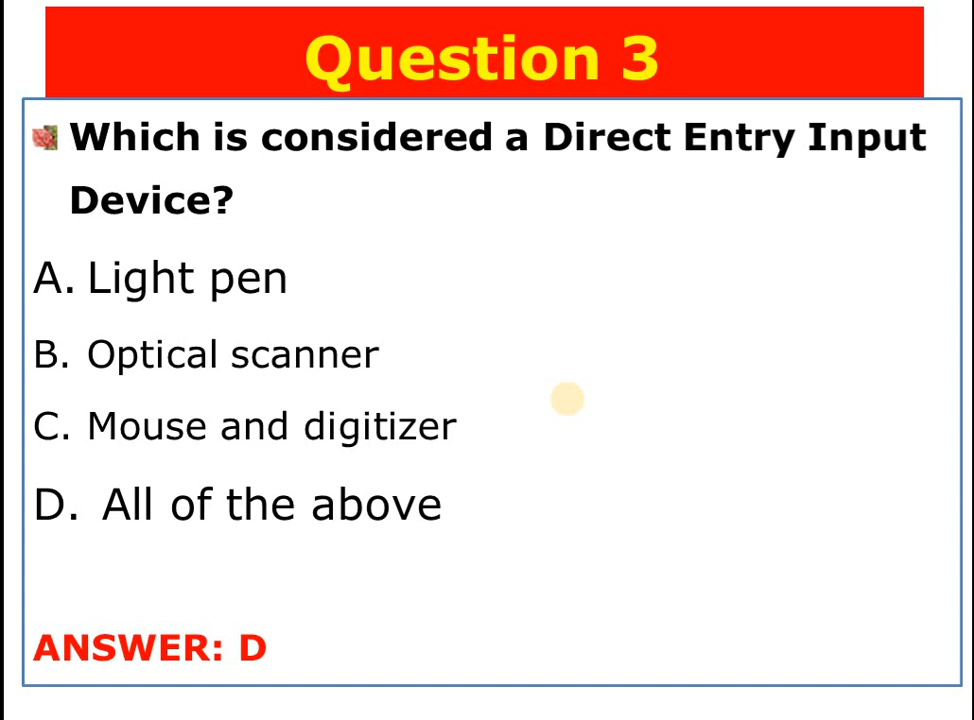 Question 3
Which is considered a Direct Entry Input
Device?
A. Light pen
B. Optical scanner
C. Mouse and digitizer
D. All of the above
ANSWER: D